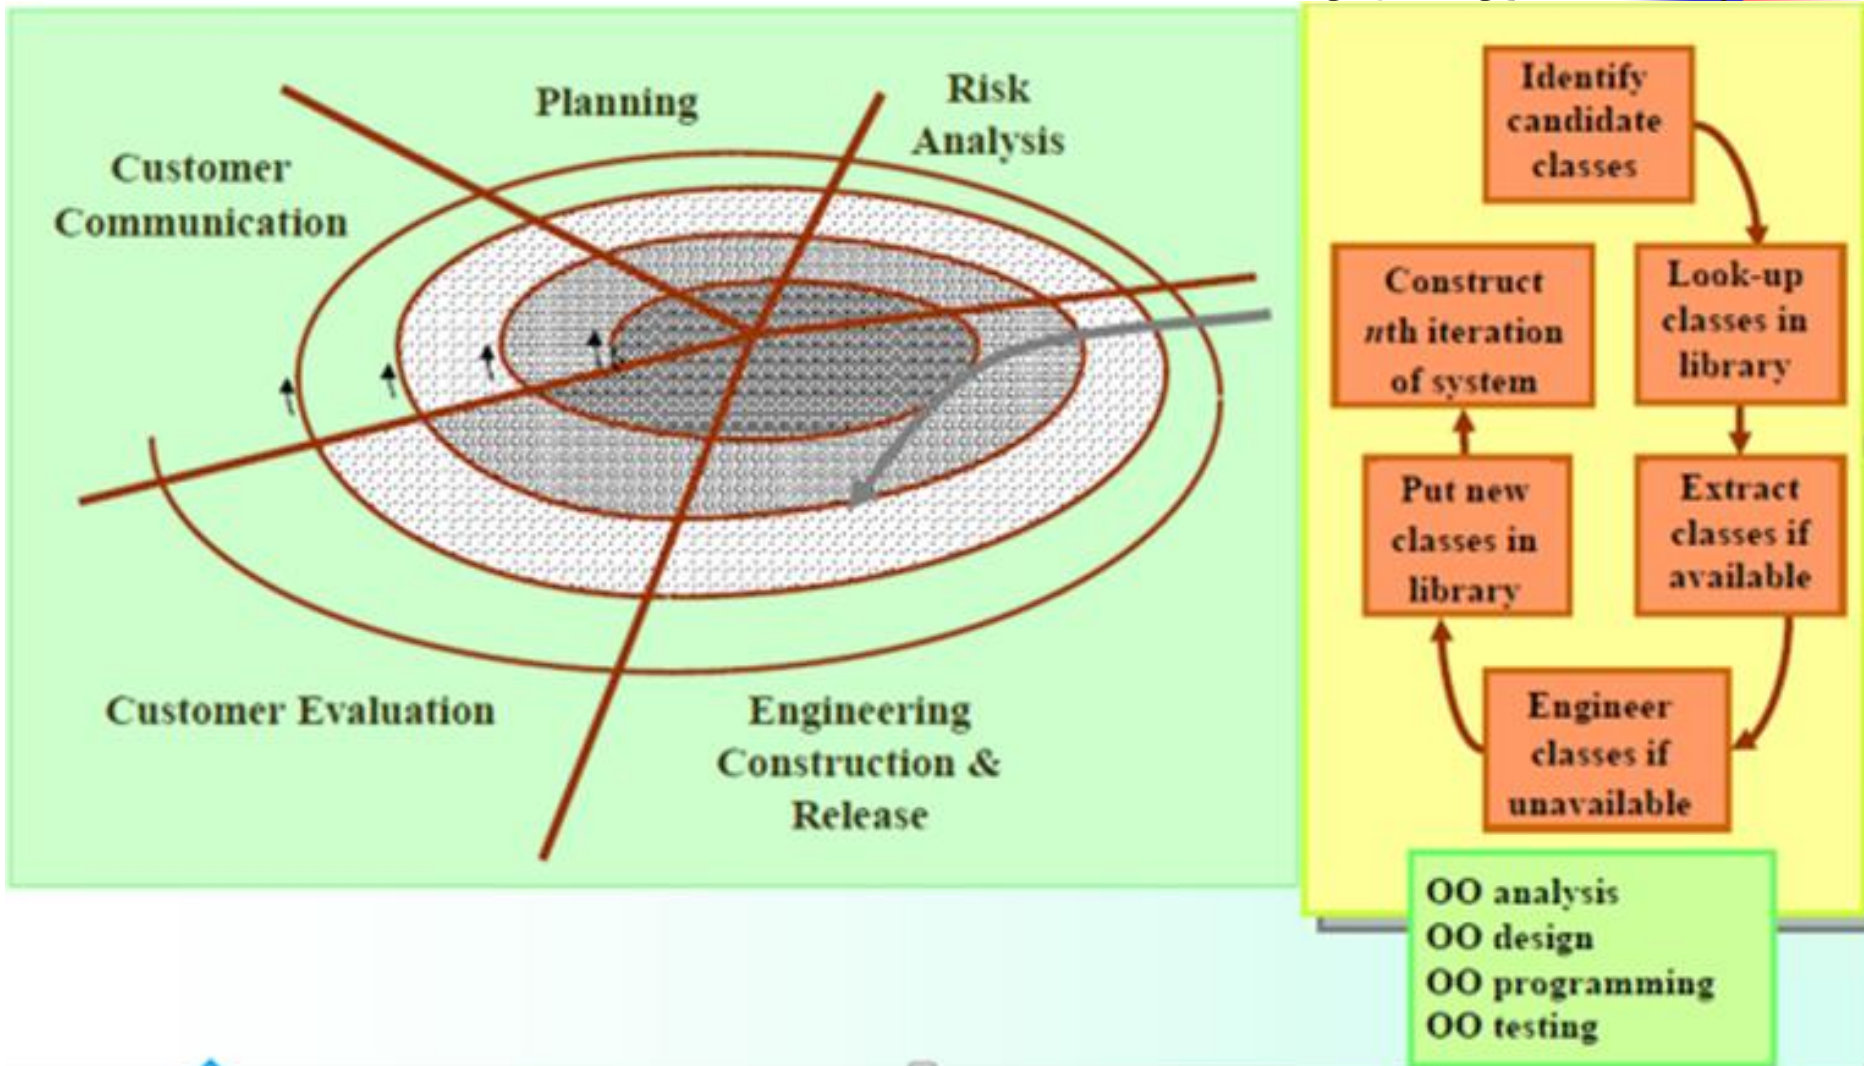 Planning
Risk
Analysis
Customer
Communication
Customer Evaluation
Engineering
Construction &
Release
Identify
candidate
classes
Look-up
classes in
library
Extract
classes if
available
Engineer
classes if
unavailable
Put new
classes in
library
Construct
nth iteration
of system
OO analysis
OO design
OO programming
OO testing